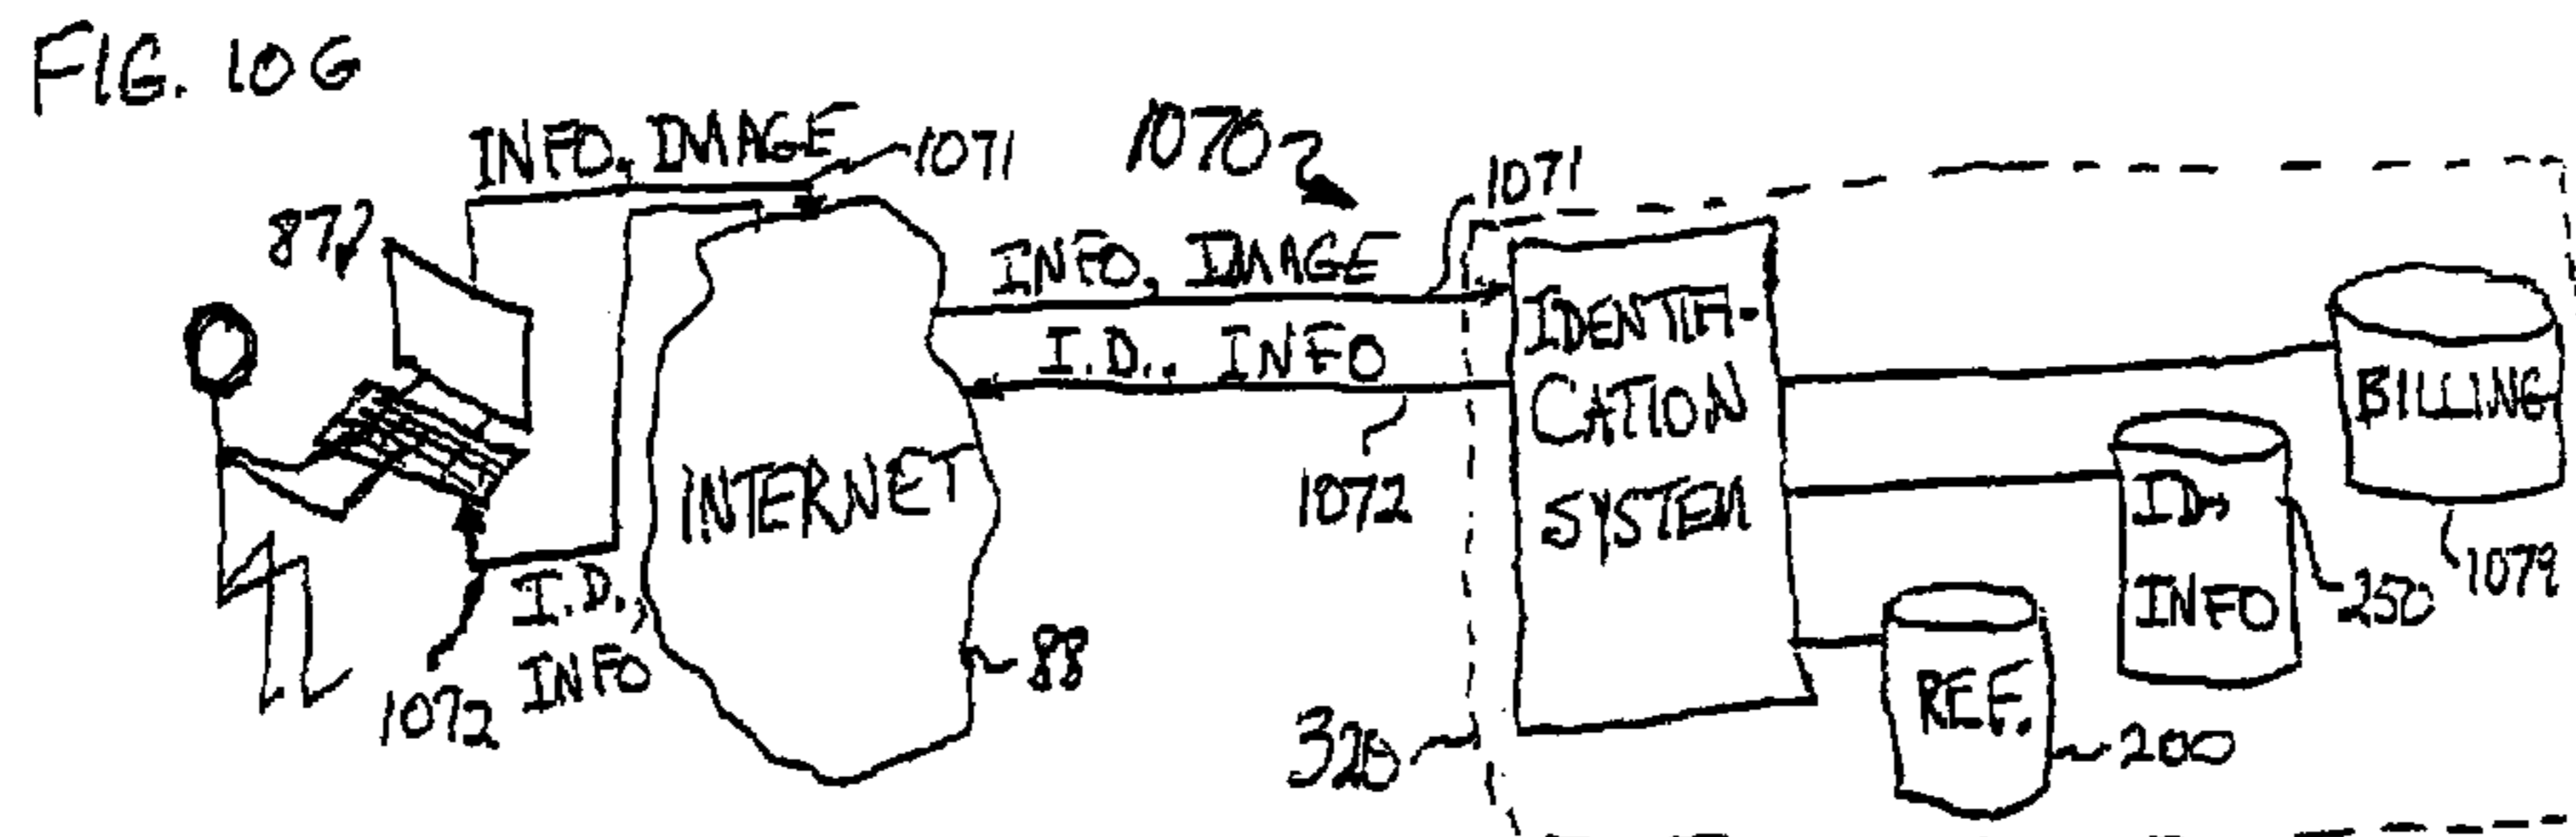 FIG. 10G
INFO, IMAGE
1071
1070
1071
87
INFO, IMAGE
I.D., INFO
IDENTIFI-
CATION
SYSTEM
BILLING
INTERNET
1072
ID,
INFO
250
1079
I.D.,
INFO
1072
88
320
REF.
200